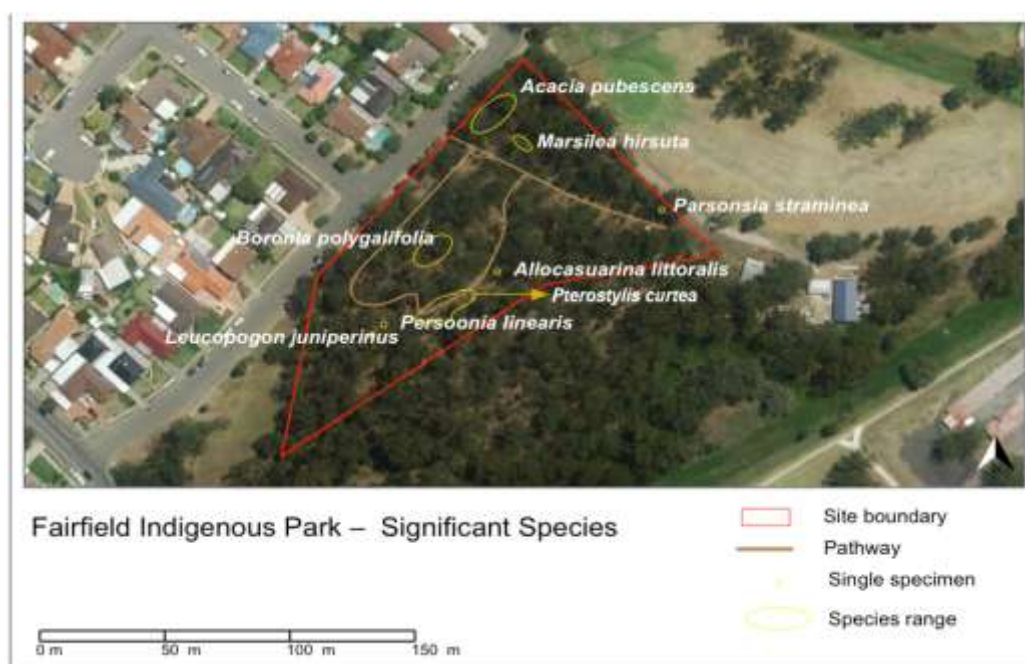 Acacia pubescens
Marsilea hirsuta
Parsonsia straminea
Boronia polygalifolia
Allocasuarina littoralis
Pterostylis curtea
Persoonia linearis
Leucopogon juniperinus
Fairfield Indigenous Park – Significant Species
Site boundary
Pathway
Single specimen
Species range
0 m 50 m 100 m 150 m